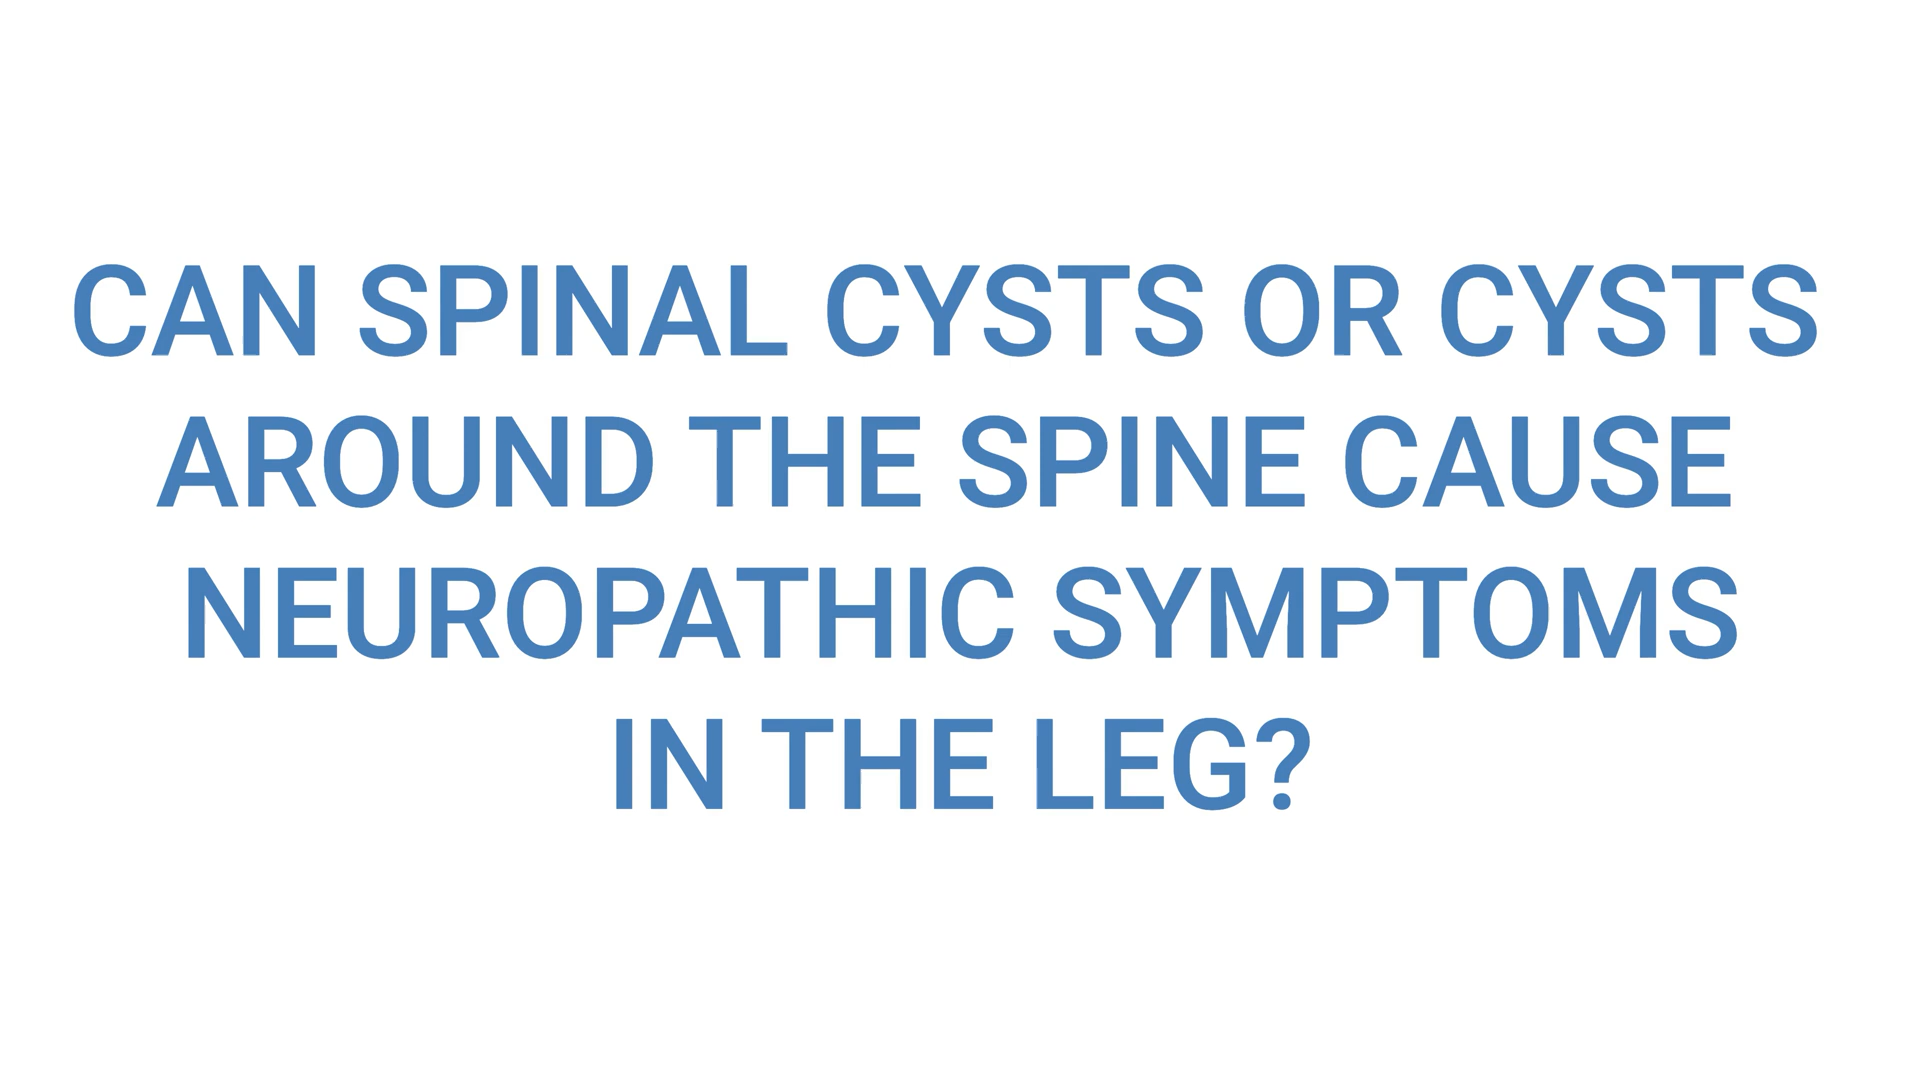 CAN SPINAL CYSTS OR CYSTS
AROUND THE SPINE CAUSE
NEUROPATHIC SYMPTOMS
IN THE LEG?